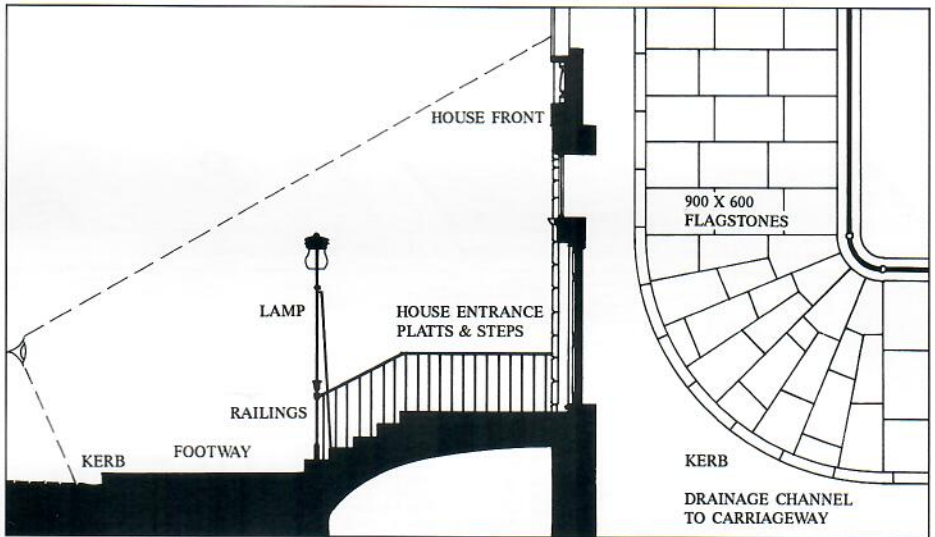 HOUSE FRONT
900 X 600
FLAGSTONES
LAMP
HOUSE ENTRANCE
PLATTS & STEPS
RAILINGS
FOOTWAY
KERB
KERB
DRAINAGE CHANNEL
TO CARRIAGEWAY